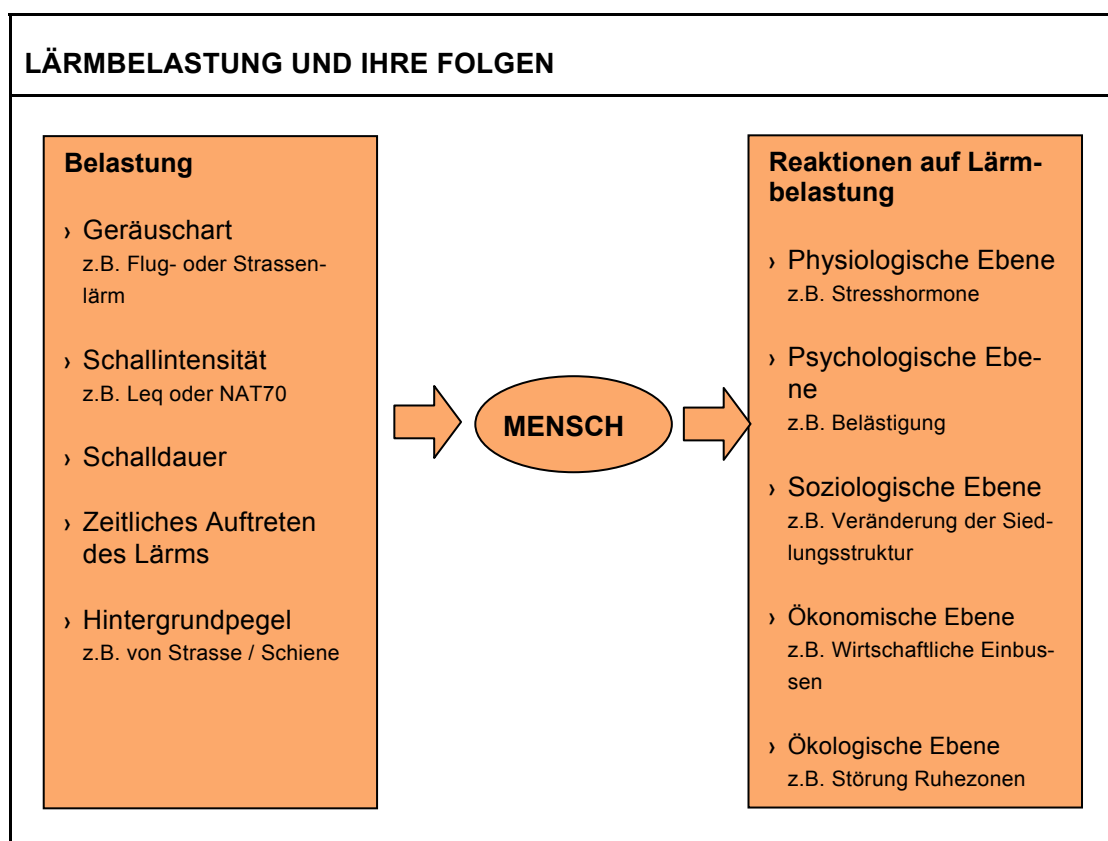 LÄRMBELASTUNG UND IHRE FOLGEN
Belastung
› Geräuschart
z.B. Flug- oder Strassen-
lärm
› Schallintensität
z.B. Leq oder NAT70
› Schalldauer
› Zeitliches Auftreten
des Lärms
› Hintergrundpegel
z.B. von Strasse / Schiene
MENSCH
Reaktionen auf Lärm-
belastung
› Physiologische Ebene
z.B. Stresshormone
› Psychologische Ebe-
ne
z.B. Belästigung
› Soziologische Ebene
z.B. Veränderung der Sied-
lungsstruktur
› Ökonomische Ebene
z.B. Wirtschaftliche Einbus-
sen
› Ökologische Ebene
z.B. Störung Ruhezonen